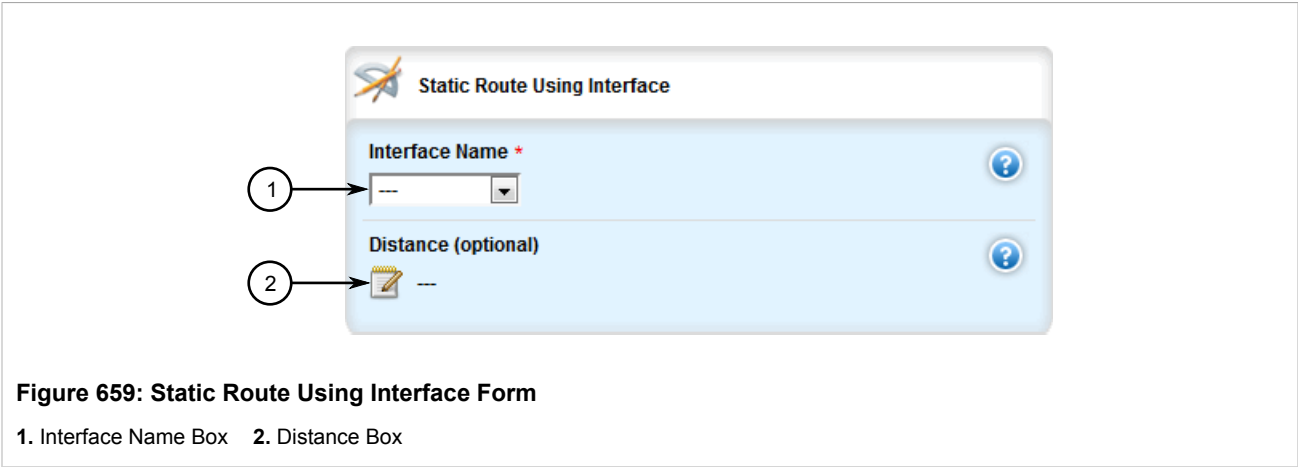 Static Route Using Interface
Interface Name *
1
---
?
Distance (optional)
2
---
?
Figure 659: Static Route Using Interface Form
1. Interface Name Box 2. Distance Box